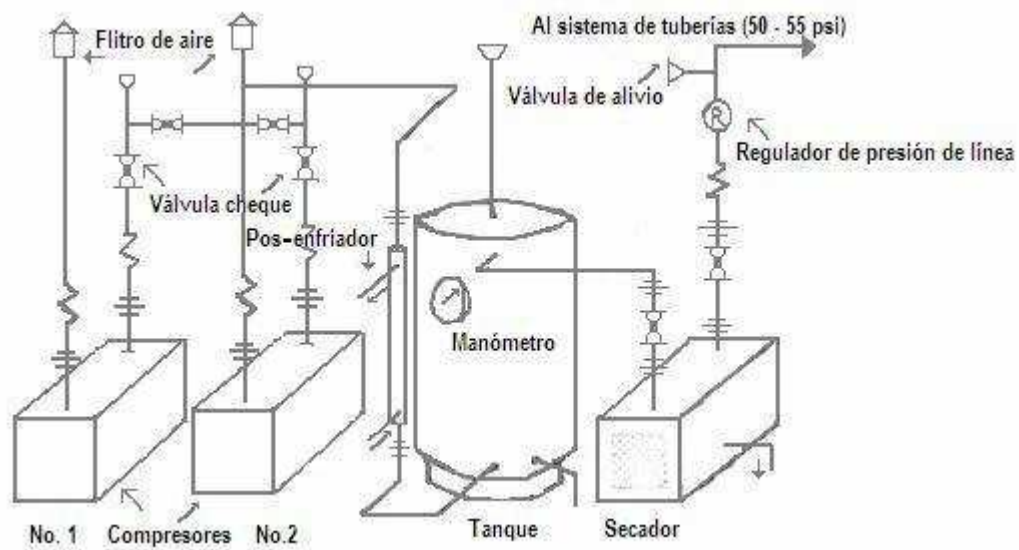 Flitro de aire
Al sistema de tuberías (50 - 55 psi)
Válvula de alivio
R
Regulador de presión de línea
Válvula cheque
Pos-enfriador
Manómetro
No. 1
Compresores
No.2
Tanque
Secador